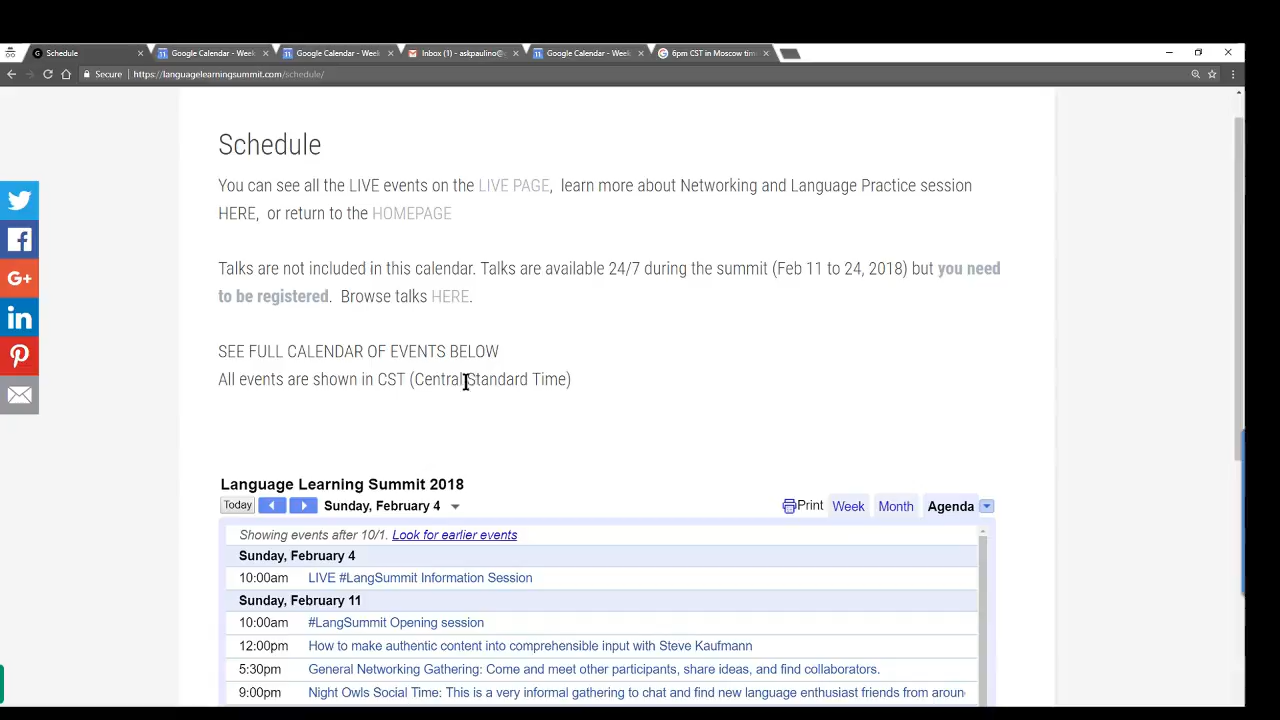 Schedule
Google Calendar - Week
Google Calendar - Week
Inbox (1) - askpaulino@
Google Calendar - Week
6pm CST in Moscow tim
Secure
https://languagelearningsummit.com/schedule/
Schedule
You can see all the LIVE events on the LIVE PAGE, learn more about Networking and Language Practice session
HERE, or return to the HOMEPAGE
Talks are not included in this calendar. Talks are available 24/7 during the summit (Feb 11 to 24, 2018) but you need
to be registered. Browse talks HERE.
SEE FULL CALENDAR OF EVENTS BELOW
All events are shown in CST (Central Standard Time)
Language Learning Summit 2018
Today Sunday, February 4 Print Week Month Agenda
Showing events after 10/1. Look for earlier events
Sunday, February 4
10:00am LIVE #LangSummit Information Session
Sunday, February 11
10:00am #LangSummit Opening session
12:00pm How to make authentic content into comprehensible input with Steve Kaufmann
5:30pm General Networking Gathering: Come and meet other participants, share ideas, and find collaborators.
9:00pm Night Owls Social Time: This is a very informal gathering to chat and find new language enthusiast friends from aroun